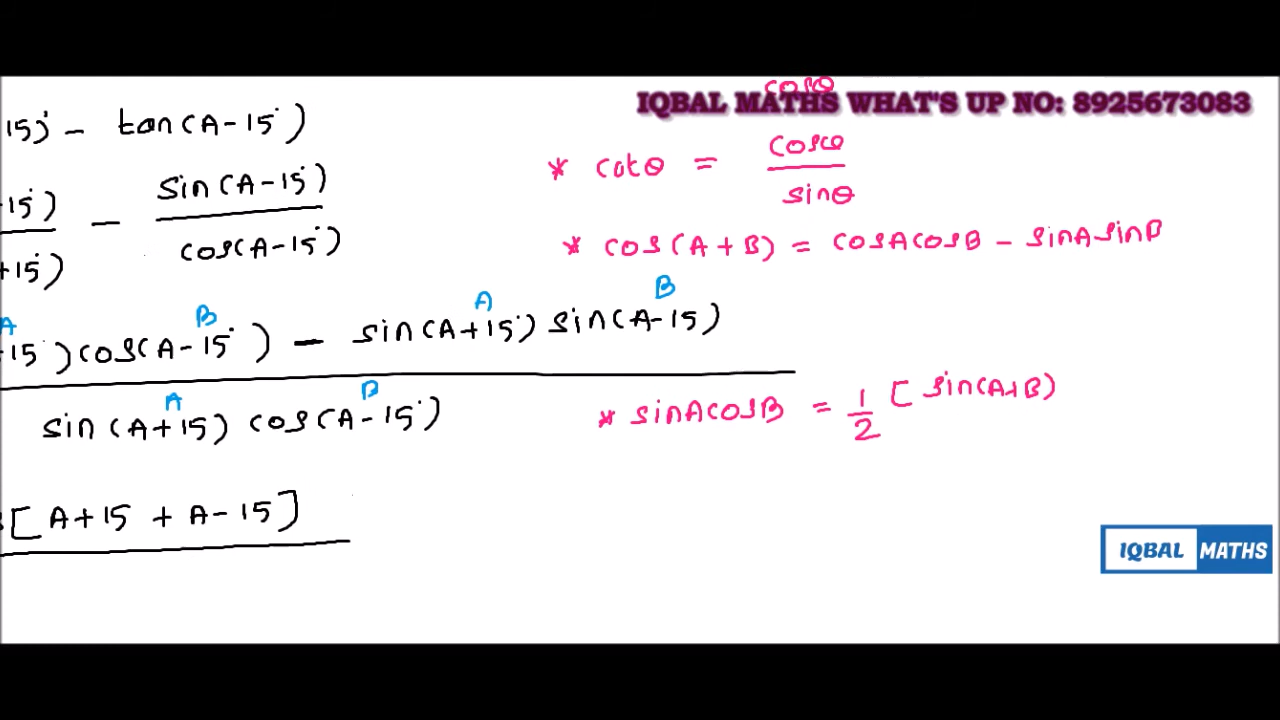 cosθ
IQBAL MATHS WHAT'S UP NO: 8925673083
15°) - tan(A-15°)
* cotθ = cosθ / sinθ
15°) / +15°) - sin(A-15°) / cos(A-15°)
* cos(A+B) = cosAcosB - sinAsinB
A B A B
15°)cos(A-15°) - sin(A+15°)sin(A-15)
A B
sin(A+15) cos(A-15°)
* sinAcosB = 1/2 [sin(A+B)
[A+15 + A-15]
IQBAL MATHS